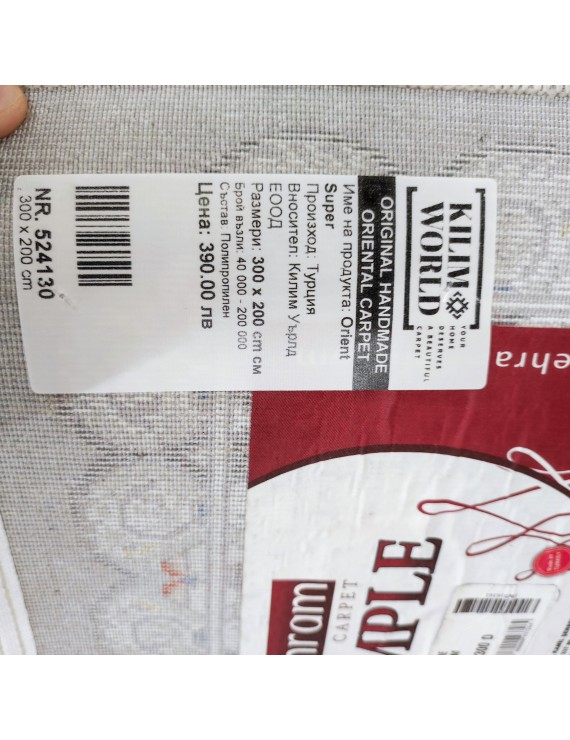 KILIM
WORLD
YOUR
HOME
DESERVES
A BEAUTIFUL
CARPET
ORIGINAL HANDMADE
ORIENTAL CARPET
Име на продукта: Orient
Super
Произход: Турция
Вносител: Килим Уърлд
ЕООД
Размери: 300 x 200 cm см
Брой възли: 40 000 - 200 000
Състав: Полипропилен
Цена: 390.00 лв
NR. 524130
300 x 200 cm
ehra
CARPET
MPLE
300 D